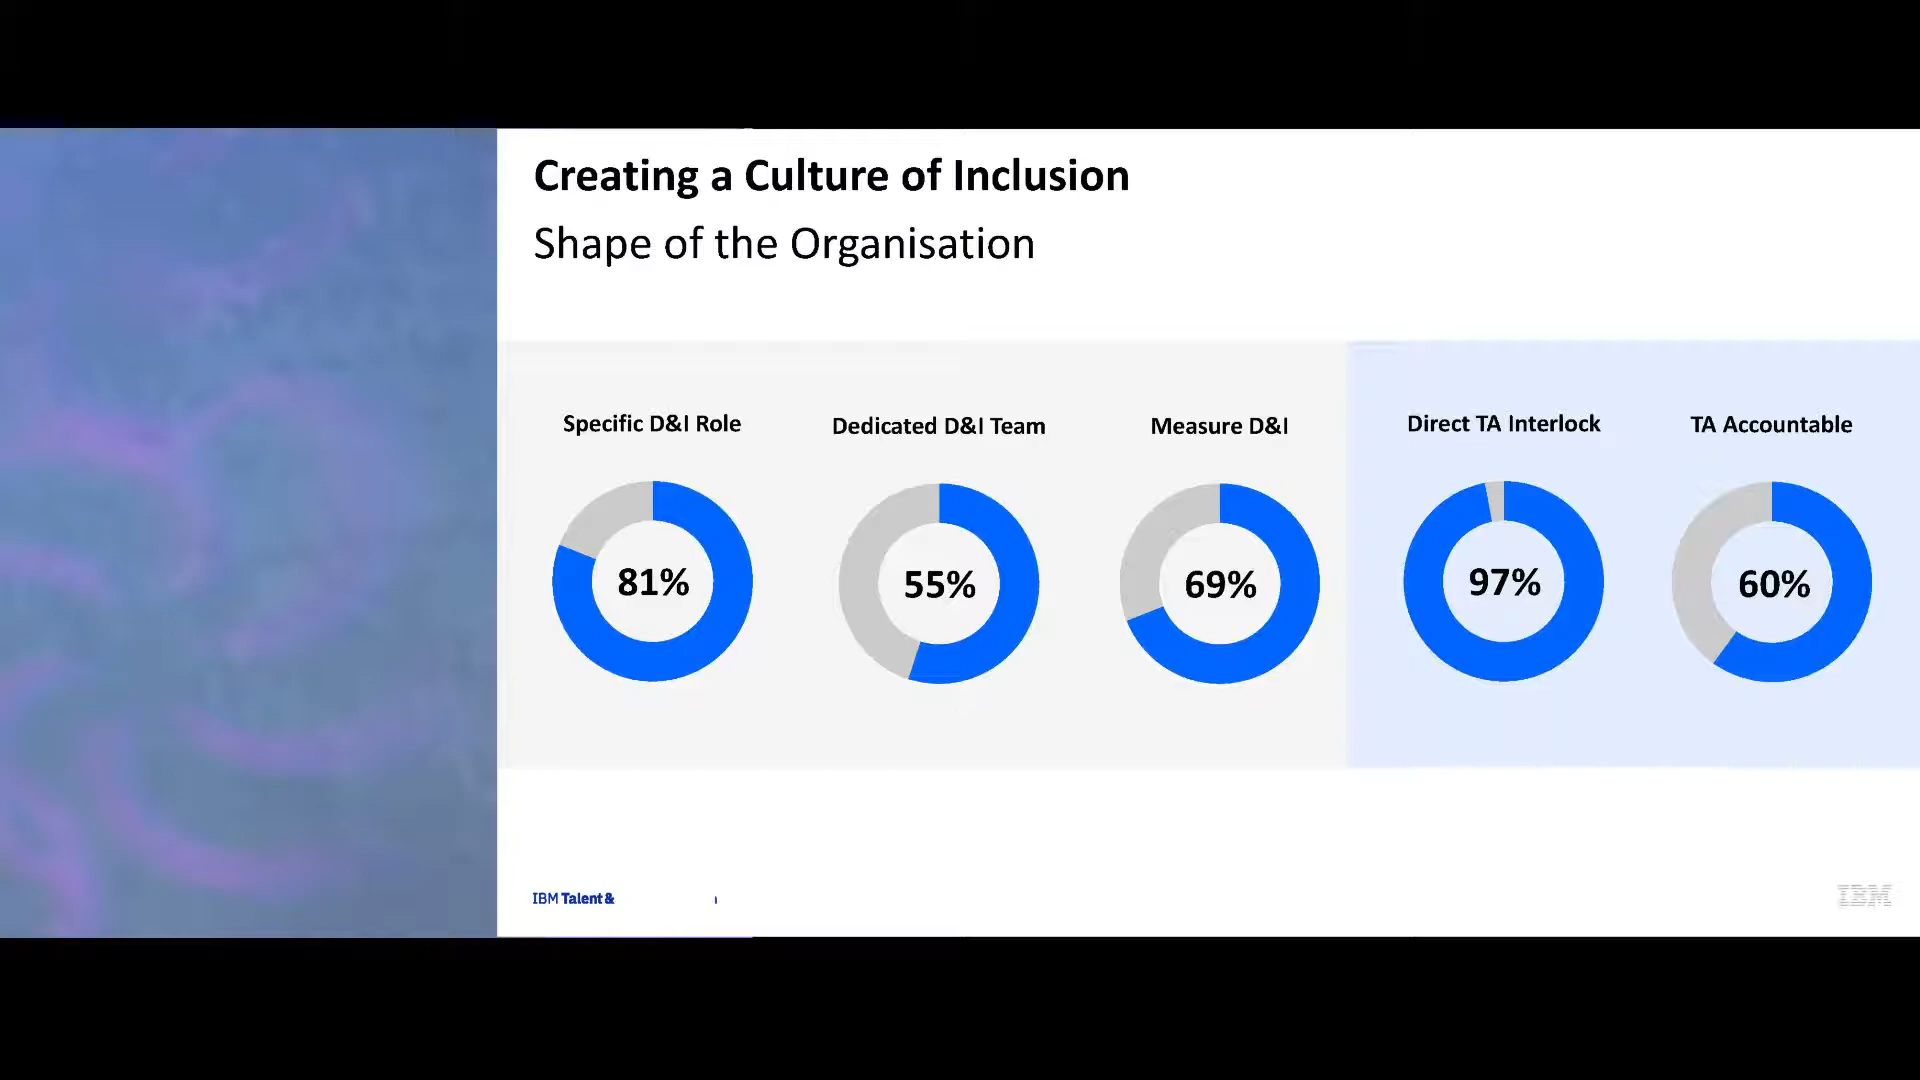 Creating a Culture of Inclusion
Shape of the Organisation
Specific D&I Role
Dedicated D&I Team
Measure D&I
Direct TA Interlock
TA Accountable
81%
55%
69%
97%
60%
IBM Talent &
IBM